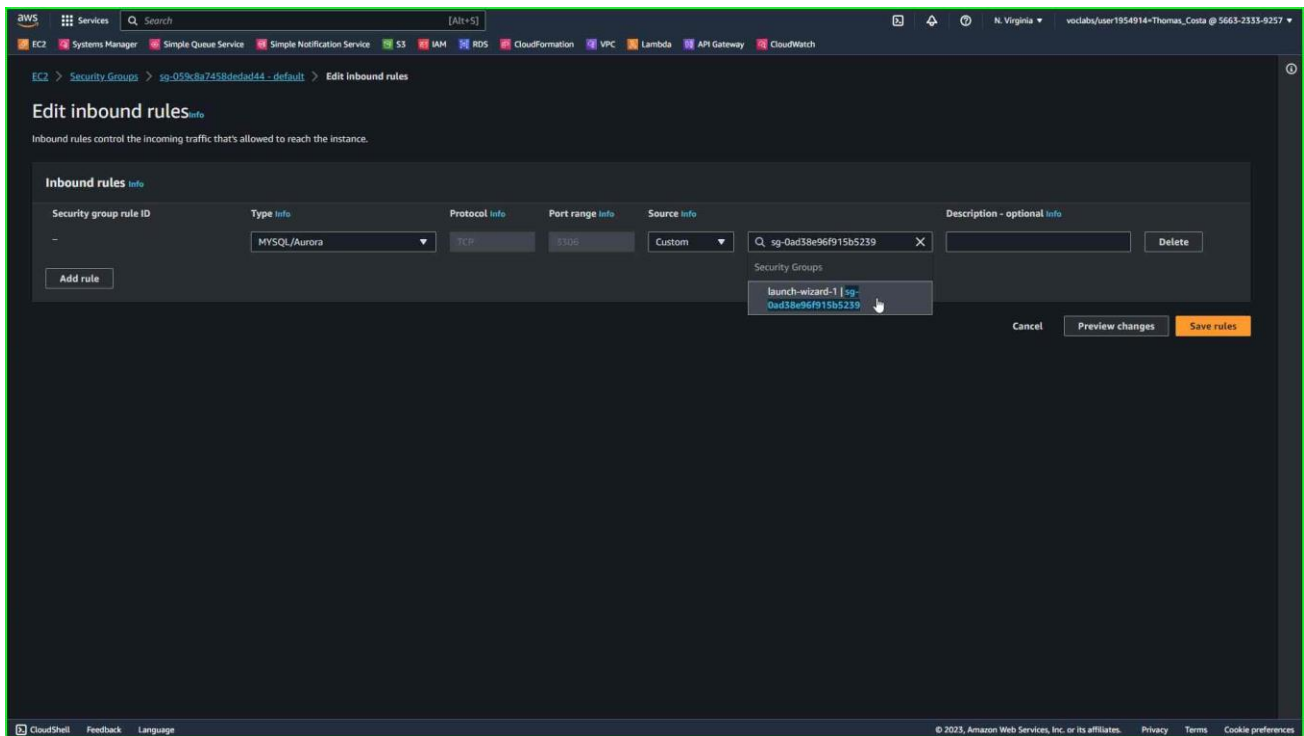 aws Services Search [Alt+S] N. Virginia voclabs/user1954914=Thomas_Costa @ 5663-2333-9257
EC2 Systems Manager Simple Queue Service Simple Notification Service S3 IAM RDS CloudFormation VPC Lambda API Gateway CloudWatch
EC2 > Security Groups > sg-059c8a7458dedad44 - default > Edit inbound rules
Edit inbound rules Info
Inbound rules control the incoming traffic that's allowed to reach the instance.
Inbound rules Info
Security group rule ID Type Info Protocol Info Port range Info Source Info Description - optional Info
– MYSQL/Aurora TCP 3306 Custom sg-0ad38e96f915b5239 Delete
Security Groups
Add rule
launch-wizard-1 | sg-
0ad38e96f915b5239
Cancel Preview changes Save rules
CloudShell Feedback Language © 2023, Amazon Web Services, Inc. or its affiliates. Privacy Terms Cookie preferences